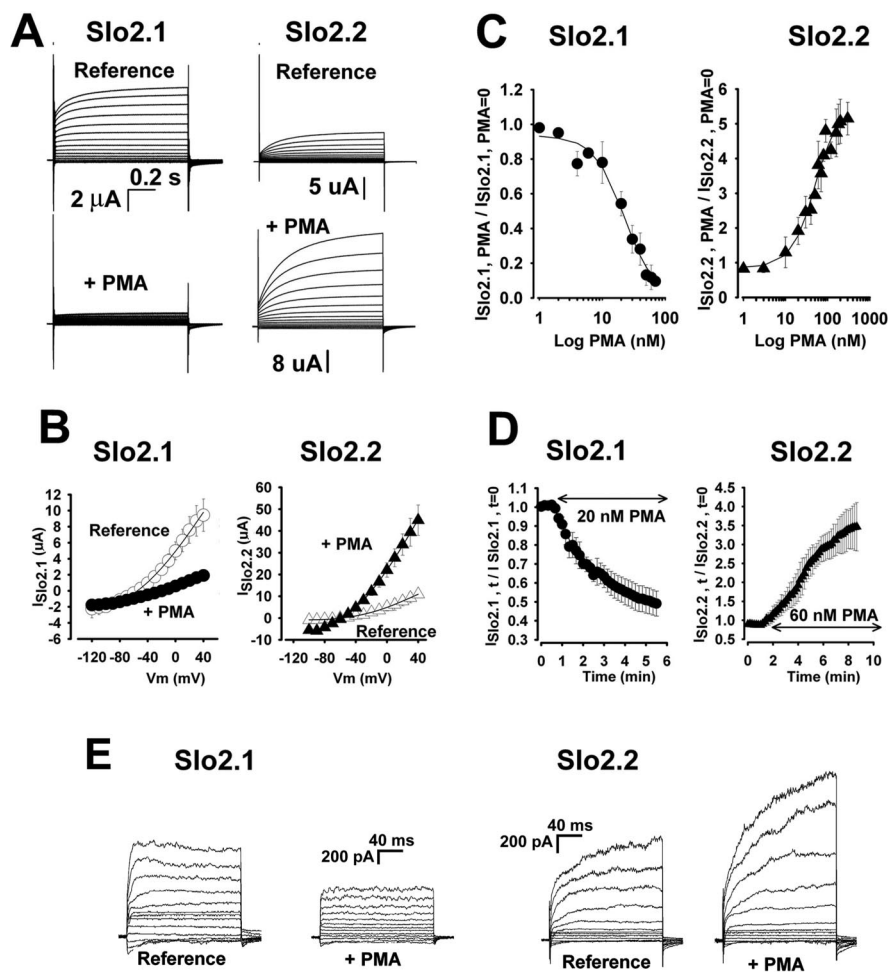 A
Slo2.1
Slo2.2
Reference
Reference
0.2 s
2 µA
5 uA
+ PMA
+ PMA
8 uA
B
Slo2.1
Slo2.2
I Slo2.1 (µA)
12
10
8
6
4
2
0
-2
-4
-6
Reference
+ PMA
-120 -80 -40 0 40
Vm (mV)
I Slo2.2 (µA)
60
50
40
30
20
10
0
-10
+ PMA
Reference
-120 -80 -40 0 40
Vm (mV)
C
Slo2.1
Slo2.2
I Slo2.1, PMA / I Slo2.1, PMA=0
1.2
1.0
0.8
0.6
0.4
0.2
0.0
1 10 100
Log PMA (nM)
I Slo2.2, PMA / I Slo2.2, PMA=0
6
5
4
3
2
1
0
1 10 100 1000
Log PMA (nM)
D
Slo2.1
Slo2.2
I Slo2.1, t / I Slo2.1, t=0
1.1
1.0
0.9
0.8
0.7
0.6
0.5
0.4
0.3
20 nM PMA
0 1 2 3 4 5 6
Time (min)
I Slo2.2, t / I Slo2.2, t=0
4.5
4.0
3.5
3.0
2.5
2.0
1.5
1.0
0.5
60 nM PMA
0 2 4 6 8 10
Time (min)
E
Slo2.1
Slo2.2
40 ms
200 pA
40 ms
200 pA
Reference
+ PMA
Reference
+ PMA